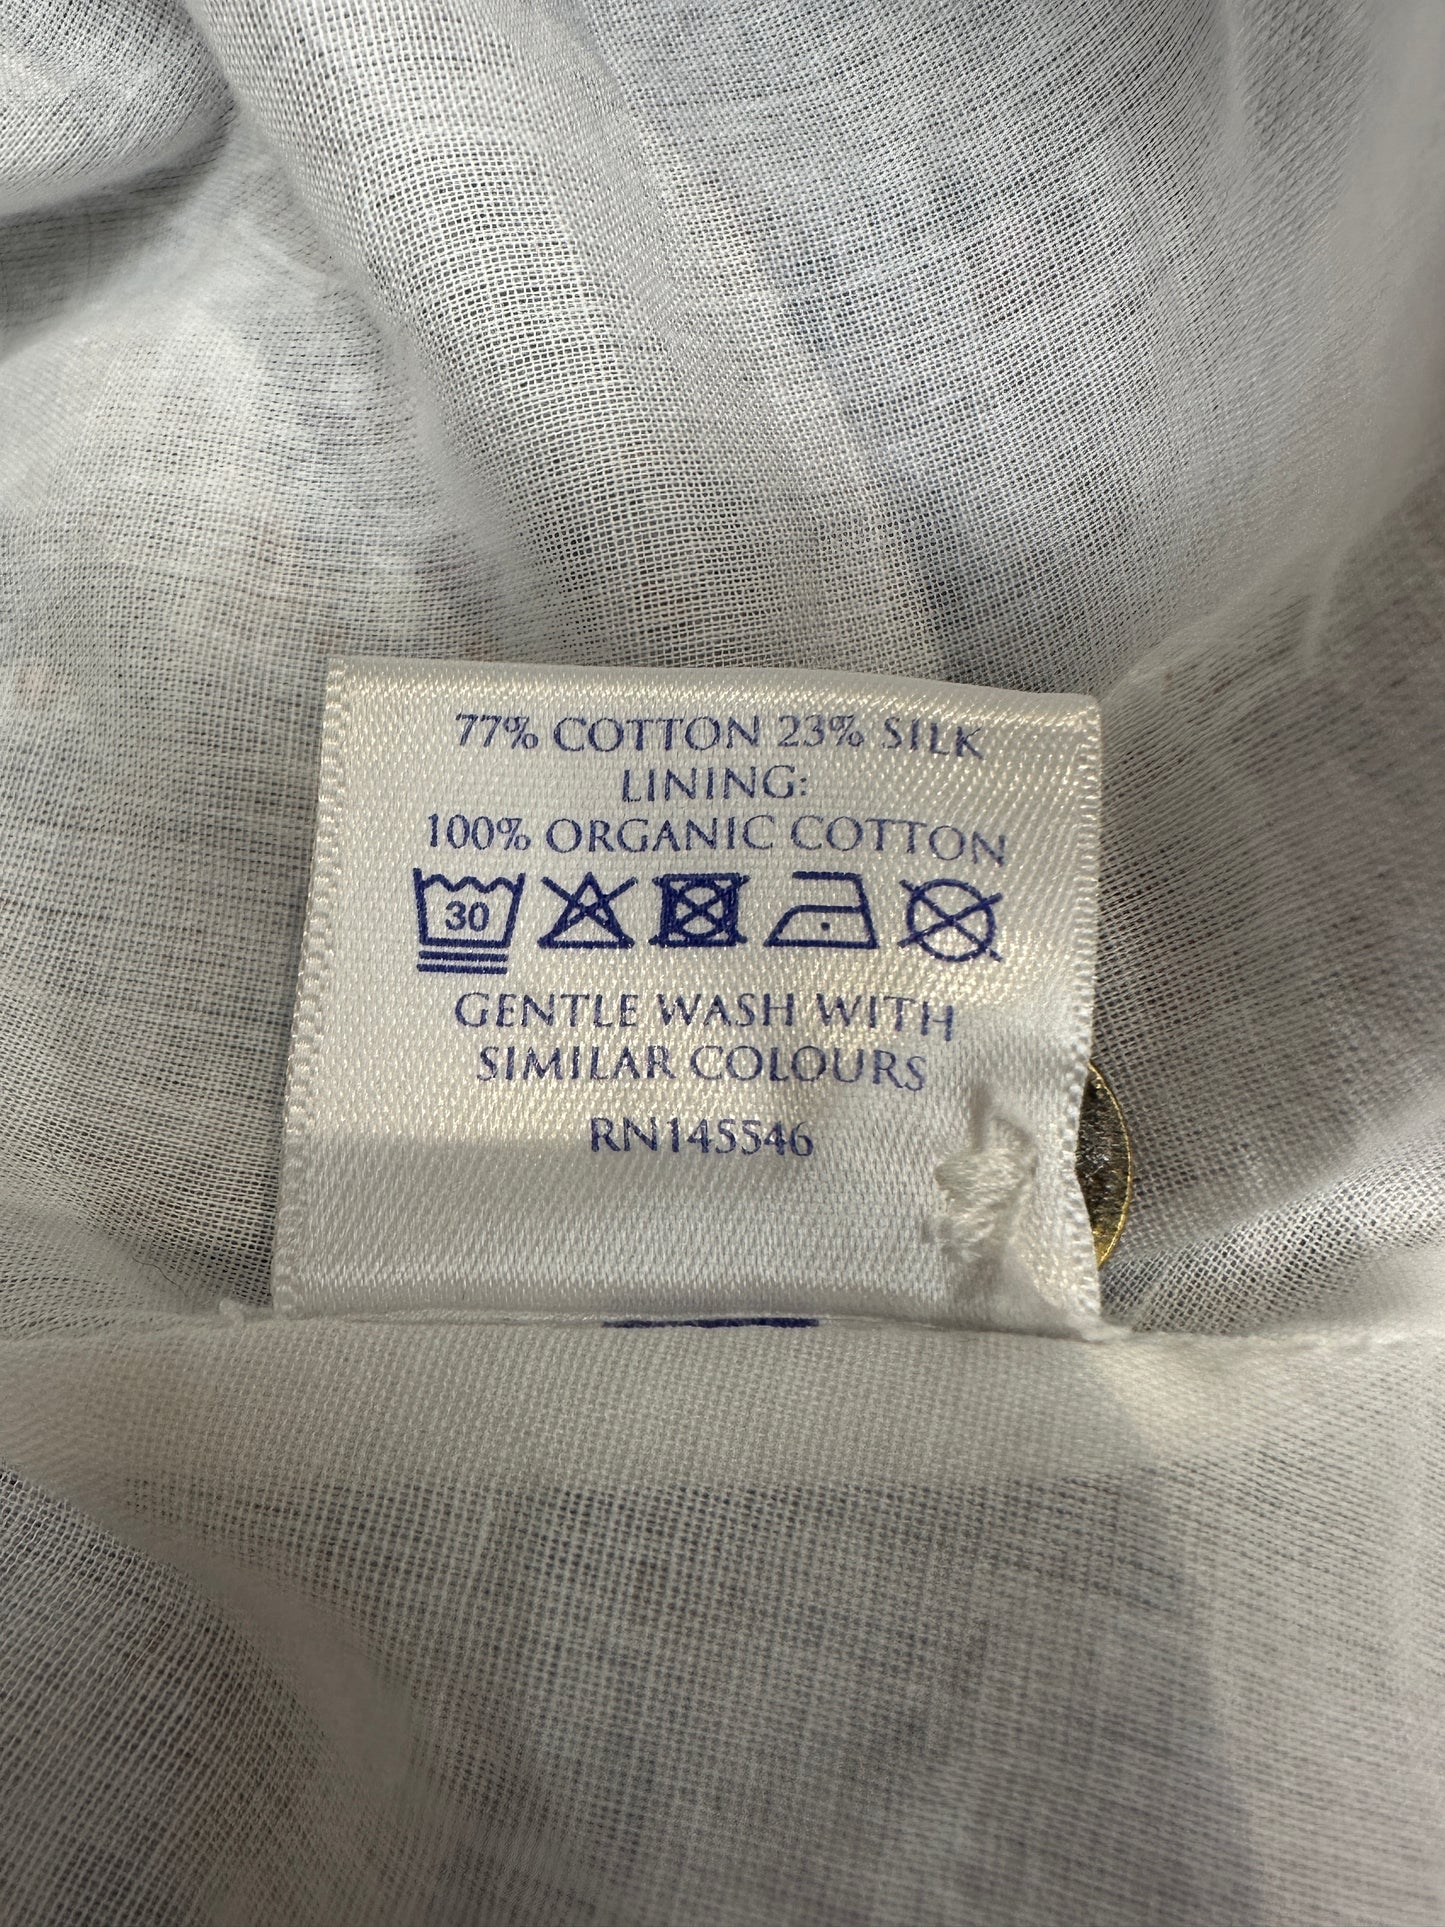 77% COTTON 23% SILK
LINING:
100% ORGANIC COTTON
30
GENTLE WASH WITH
SIMILAR COLOURS
RN145546